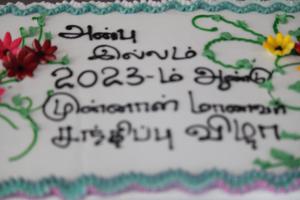 அன்பு
இல்லம்
2023-ம் ஆண்டு
முன்னாள் மாணவர்
சந்திப்பு விழா